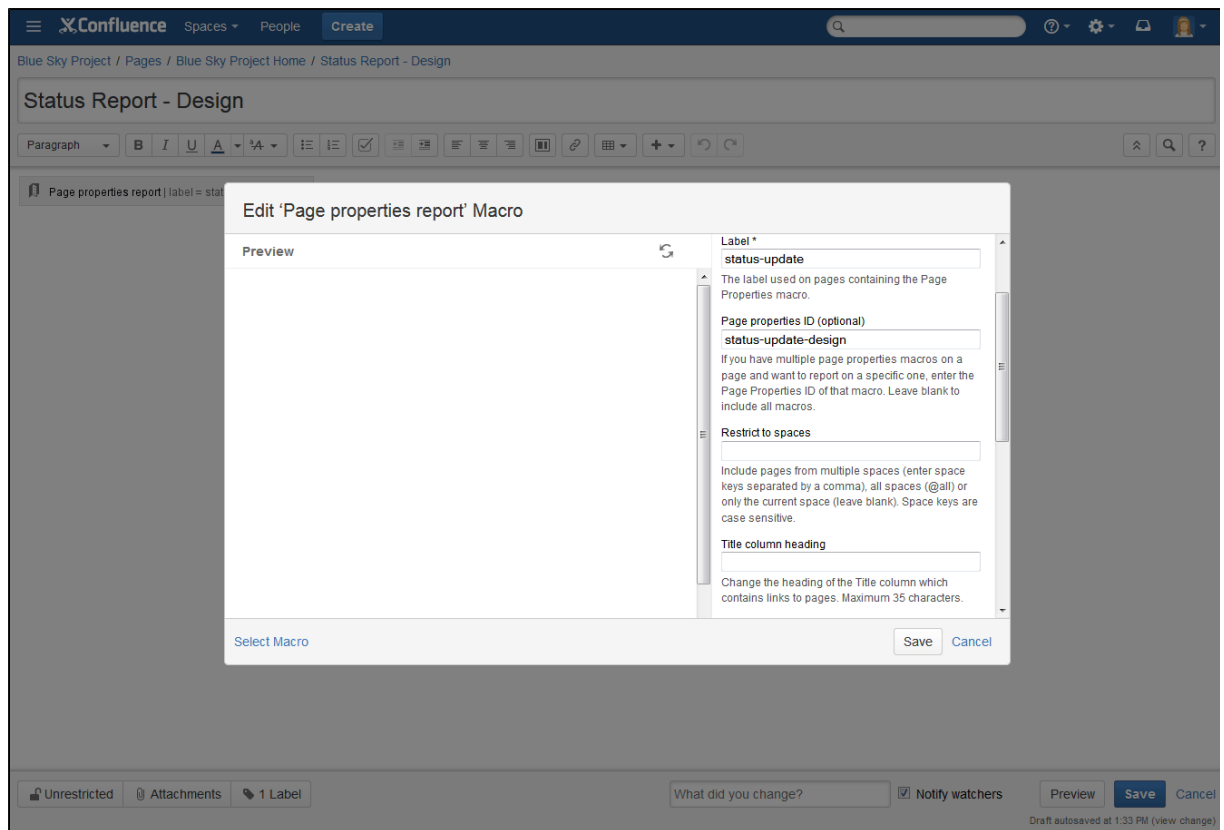 Confluence Spaces People Create
Blue Sky Project / Pages / Blue Sky Project Home / Status Report - Design
Status Report - Design
Paragraph B I U A ?
Page properties report | label = stat
Edit ‘Page properties report’ Macro
Preview
Label *
status-update
The label used on pages containing the Page
Properties macro.
Page properties ID (optional)
status-update-design
If you have multiple page properties macros on a
page and want to report on a specific one, enter the
Page Properties ID of that macro. Leave blank to
include all macros.
Restrict to spaces
Include pages from multiple spaces (enter space
keys separated by a comma), all spaces (@all) or
only the current space (leave blank). Space keys are
case sensitive.
Title column heading
Change the heading of the Title column which
contains links to pages. Maximum 35 characters.
Select Macro Save Cancel
Unrestricted Attachments 1 Label What did you change? Notify watchers Preview Save Cancel
Draft autosaved at 1:33 PM (view change)